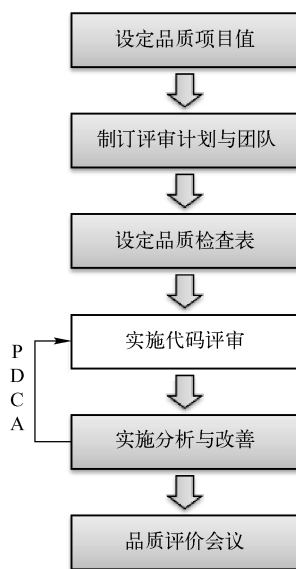 设定品质项目值
制订评审计划与团队
设定品质检查表
实施代码评审
P
D
C
A
实施分析与改善
品质评价会议